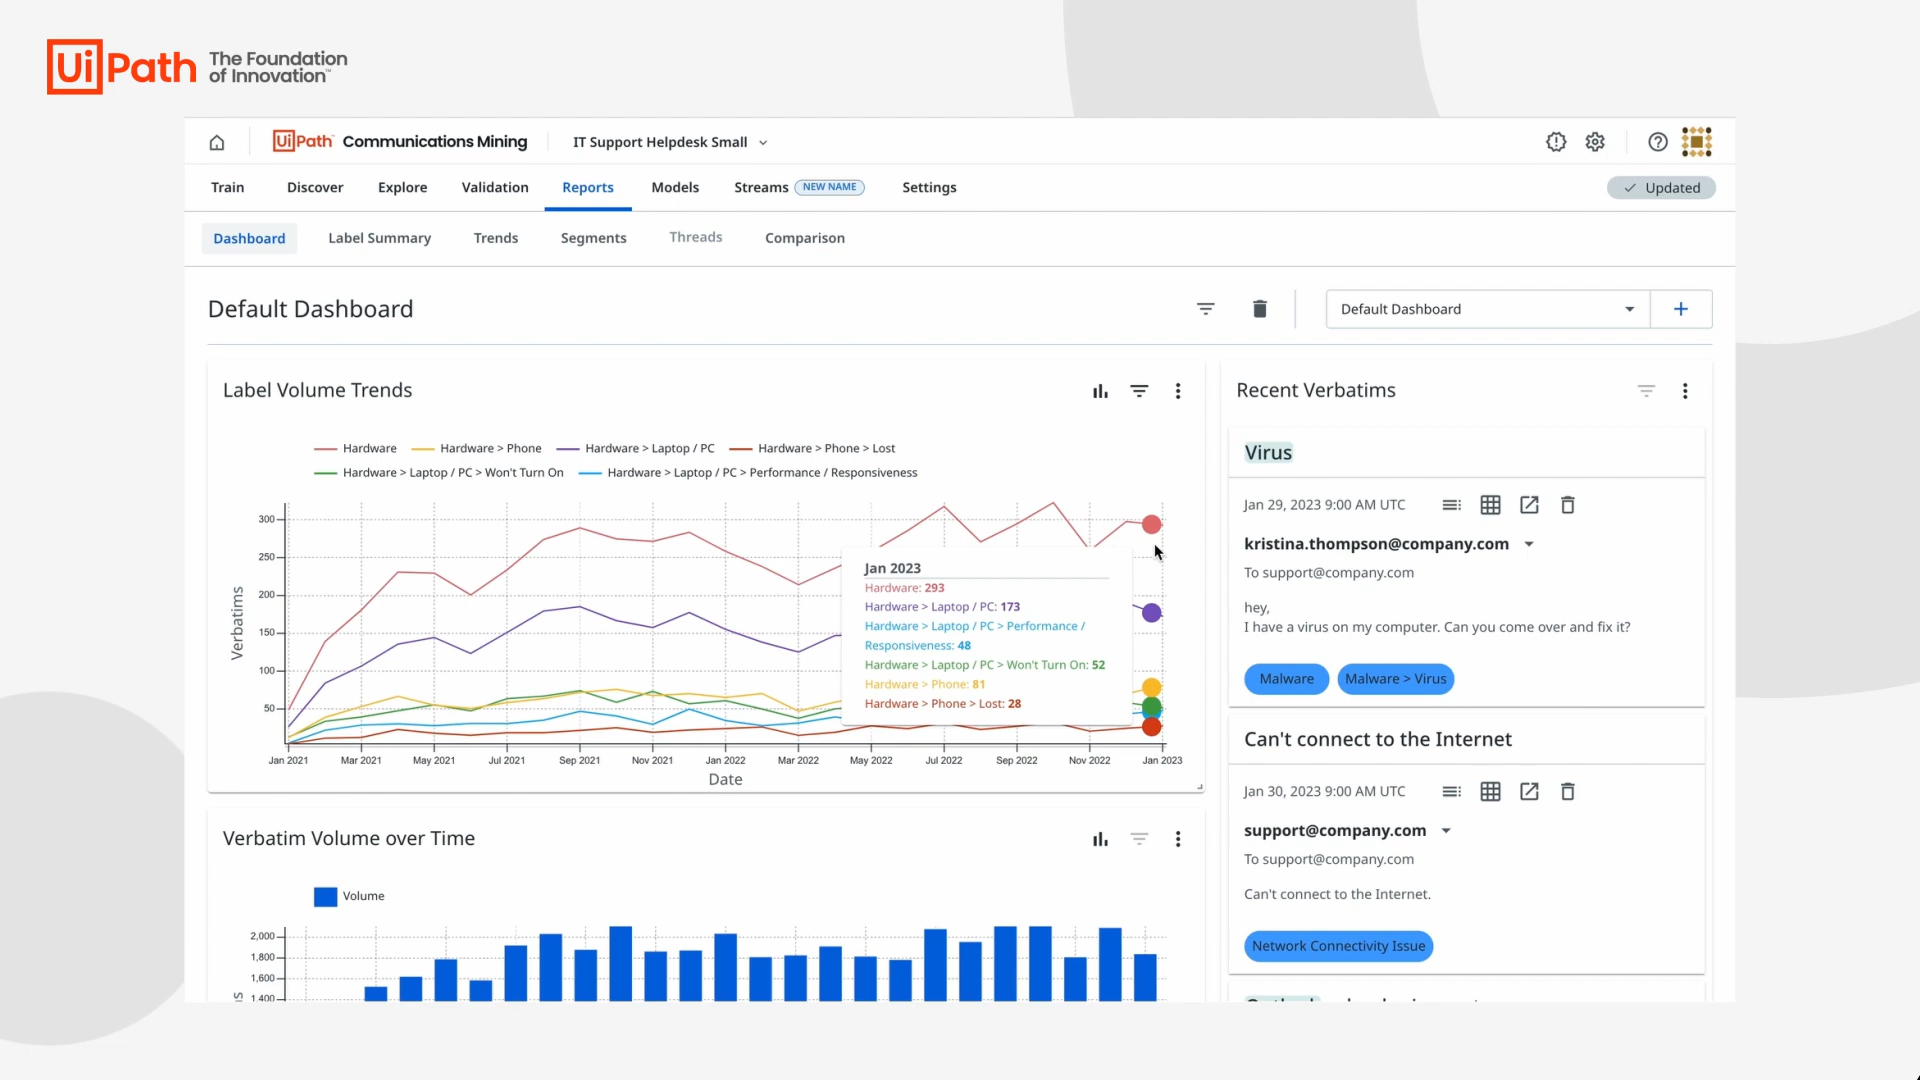 UiPath The Foundation of Innovation™
UiPath™ Communications Mining
IT Support Helpdesk Small
Train Discover Explore Validation Reports Models Streams NEW NAME Settings
Updated
Dashboard Label Summary Trends Segments Threads Comparison
Default Dashboard
Default Dashboard
Label Volume Trends
Hardware Hardware > Phone Hardware > Laptop / PC Hardware > Phone > Lost
Hardware > Laptop / PC > Won't Turn On Hardware > Laptop / PC > Performance / Responsiveness
Verbatims
300
250
200
150
100
50
Jan 2023
Hardware: 293
Hardware > Laptop / PC: 173
Hardware > Laptop / PC > Performance /
Responsiveness: 48
Hardware > Laptop / PC > Won't Turn On: 52
Hardware > Phone: 81
Hardware > Phone > Lost: 28
Jan 2021 Mar 2021 May 2021 Jul 2021 Sep 2021 Nov 2021 Jan 2022 Mar 2022 May 2022 Jul 2022 Sep 2022 Nov 2022 Jan 2023
Date
Verbatim Volume over Time
Volume
2,000
1,800
1,600
1,400
Recent Verbatims
Virus
Jan 29, 2023 9:00 AM UTC
kristina.thompson@company.com
To support@company.com
hey,
I have a virus on my computer. Can you come over and fix it?
Malware Malware > Virus
Can't connect to the Internet
Jan 30, 2023 9:00 AM UTC
support@company.com
To support@company.com
Can't connect to the Internet.
Network Connectivity Issue